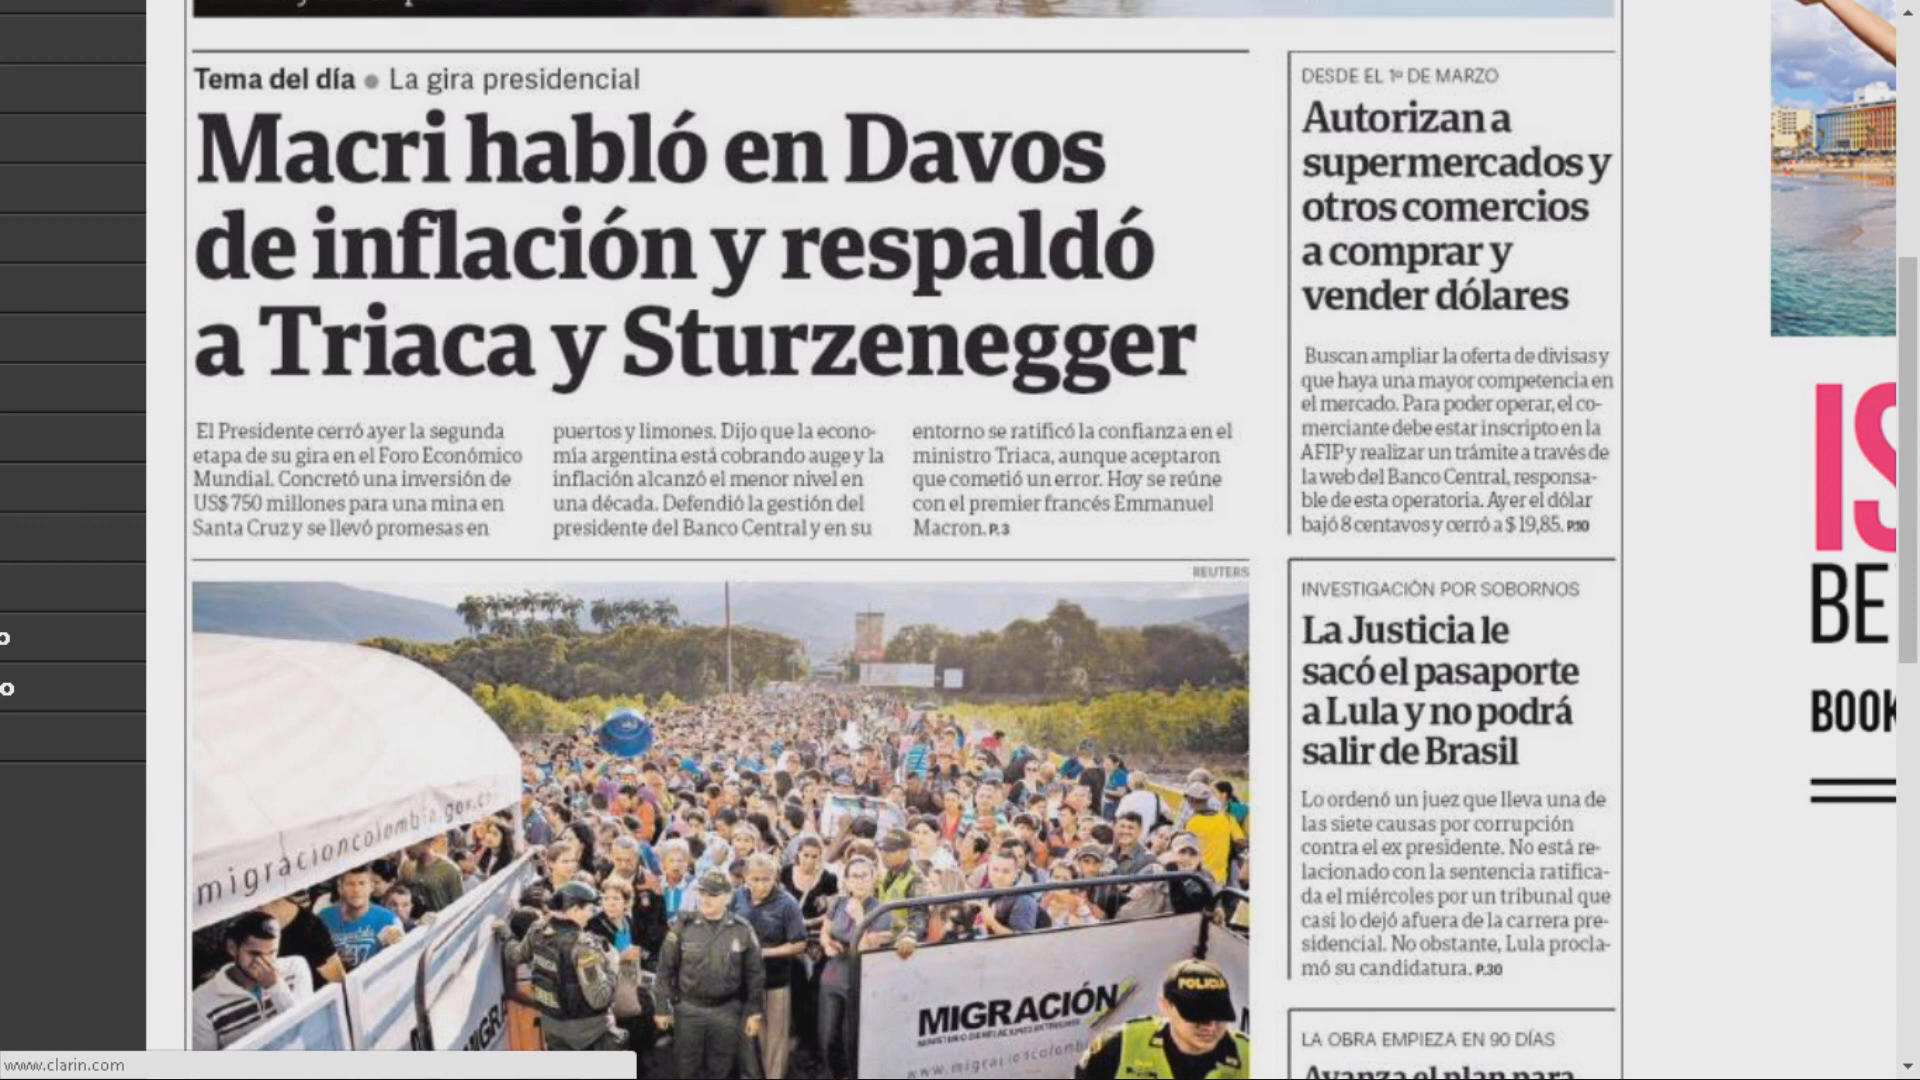 Tema del día • La gira presidencial
Macri habló en Davos
de inflación y respaldó
a Triaca y Sturzenegger
El Presidente cerró ayer la segunda
etapa de su gira en el Foro Económico
Mundial. Concretó una inversión de
US$ 750 millones para una mina en
Santa Cruz y se llevó promesas en
puertos y limones. Dijo que la econo-
mía argentina está cobrando auge y la
inflación alcanzó el menor nivel en
una década. Defendió la gestión del
presidente del Banco Central y en su
entorno se ratificó la confianza en el
ministro Triaca, aunque aceptaron
que cometió un error. Hoy se reúne
con el premier francés Emmanuel
Macron. P.3
REUTERS
migracioncolombia.gov.c
MIGRA
MIGRACIÓN
www.migracioncolomb
POLICIA
DESDE EL 1º DE MARZO
Autorizan a
supermercados y
otros comercios
a comprar y
vender dólares
Buscan ampliar la oferta de divisas y
que haya una mayor competencia en
el mercado. Para poder operar, el co-
merciante debe estar inscripto en la
AFIP y realizar un trámite a través de
la web del Banco Central, responsa-
ble de esta operatoria. Ayer el dólar
bajó 8 centavos y cerró a $ 19,85. P.10
INVESTIGACIÓN POR SOBORNOS
La Justicia le
sacó el pasaporte
a Lula y no podrá
salir de Brasil
Lo ordenó un juez que lleva una de
las siete causas por corrupción
contra el ex presidente. No está re-
lacionado con la sentencia ratifica-
da el miércoles por un tribunal que
casi lo dejó afuera de la carrera pre-
sidencial. No obstante, Lula procla-
mó su candidatura. P.30
LA OBRA EMPIEZA EN 90 DÍAS
Avanza el plan para
IS
BE
BOOK
o
o
www.clarin.com